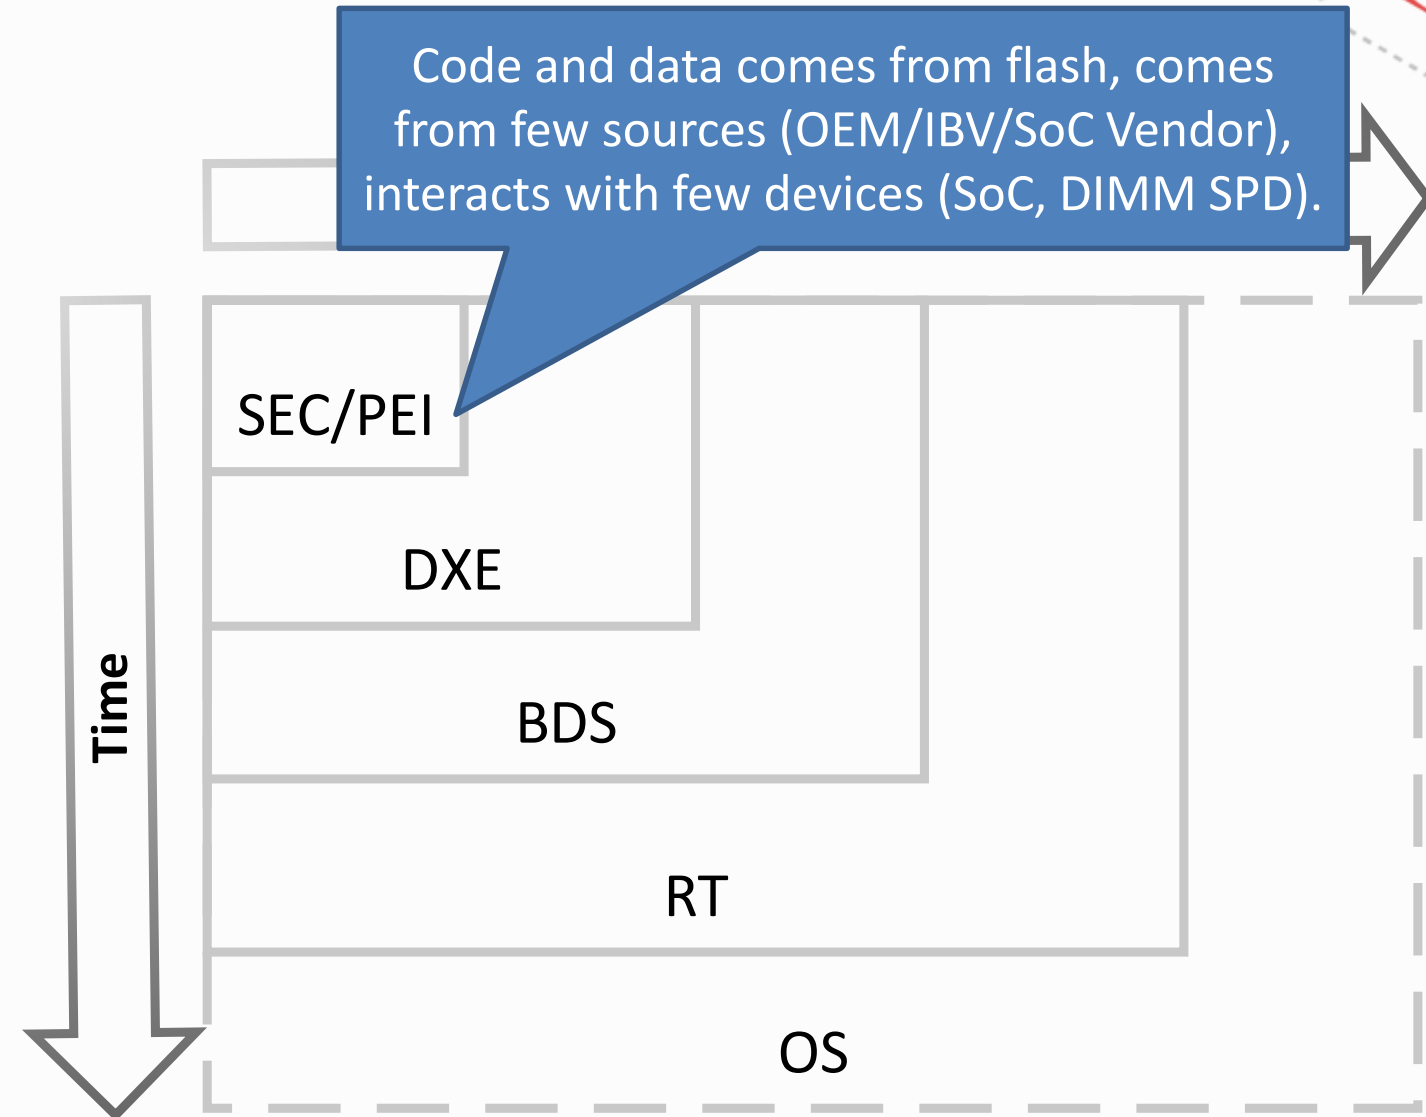 Code and data comes from flash, comes
from few sources (OEM/IBV/SoC Vendor),
interacts with few devices (SoC, DIMM SPD).
SEC/PEI
DXE
BDS
RT
OS
Time